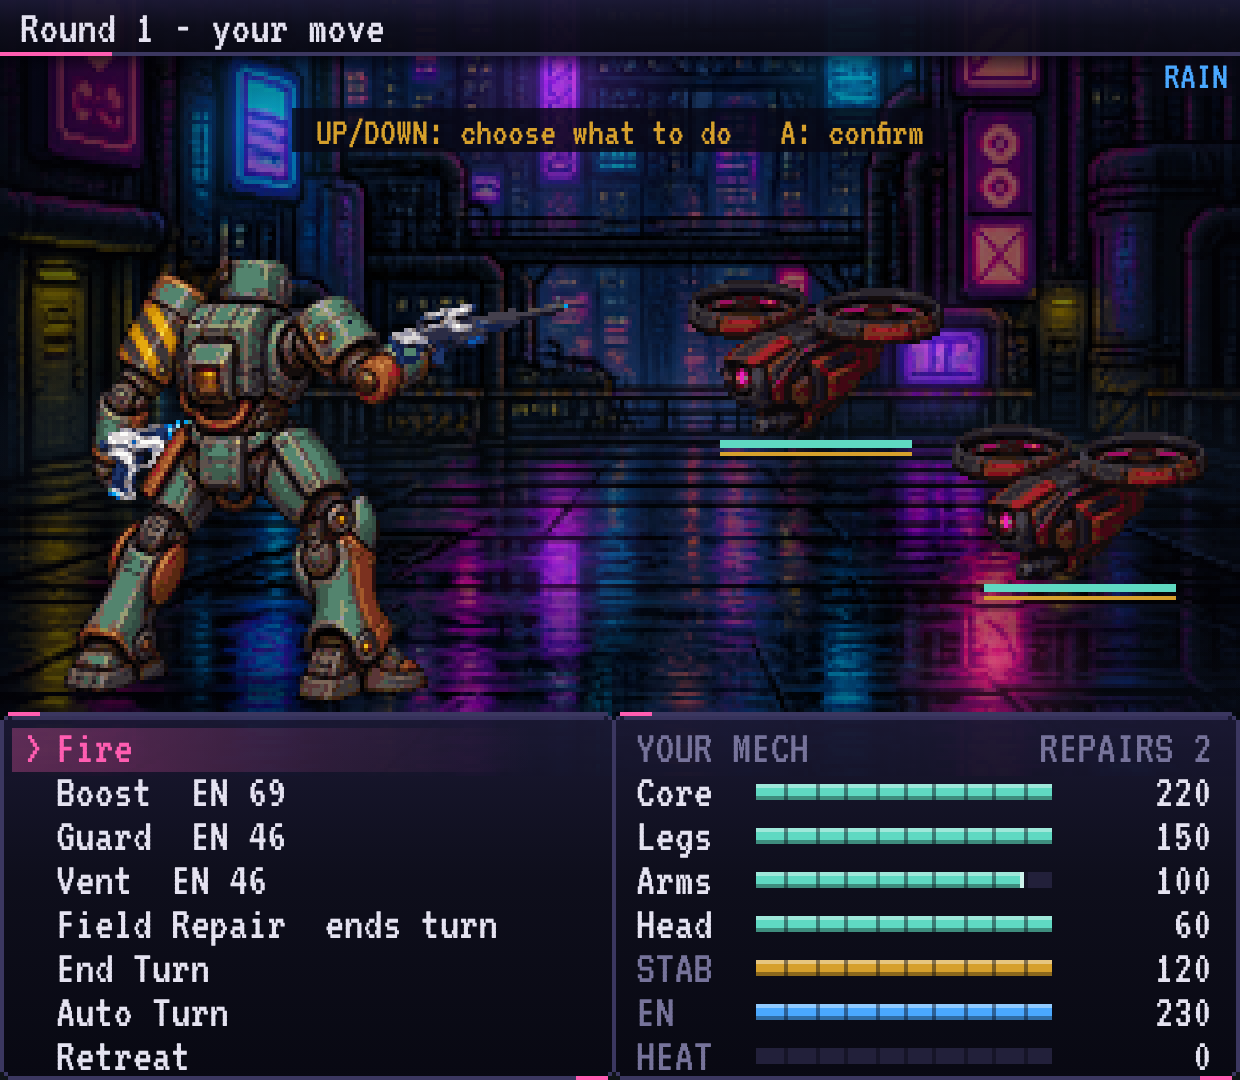 Round 1 - your move
RAIN
UP/DOWN: choose what to do A: confirm
> Fire
Boost EN 69
Guard EN 46
Vent EN 46
Field Repair ends turn
End Turn
Auto Turn
Retreat
YOUR MECH REPAIRS 2
Core 220
Legs 150
Arms 100
Head 60
STAB 120
EN 230
HEAT 0